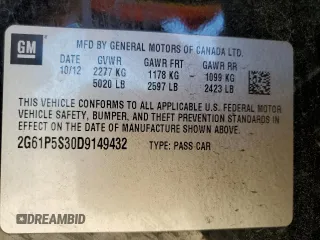 GM
MFD BY GENERAL MOTORS OF CANADA LTD.
DATE GVWR GAWR FRT GAWR RR
10/12 2277 KG 1178 KG 1099 KG
5020 LB 2597 LB 2423 LB
THIS VEHICLE CONFORMS TO ALL APPLICABLE U.S. FEDERAL MOTOR
VEHICLE SAFETY, BUMPER, AND THEFT PREVENTION STANDARDS IN
EFFECT ON THE DATE OF MANUFACTURE SHOWN ABOVE.
2G61P5S30D9149432 TYPE: PASS CAR
DREAMBID